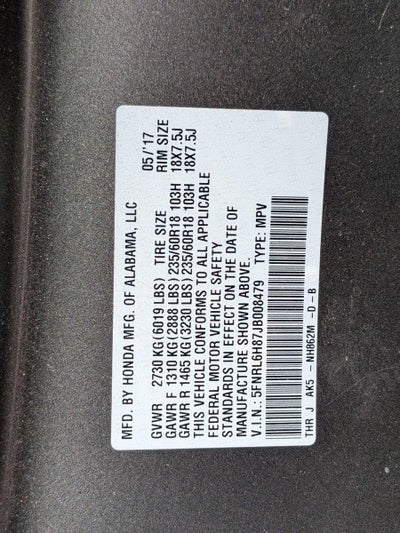 MFD. BY HONDA MFG. OF ALABAMA, LLC 05/'17
GVWR 2730 KG (6019 LBS) TIRE SIZE RIM SIZE
GAWR F 1310 KG (2888 LBS) 235/60R18 103H 18X7.5J
GAWR R 1465 KG (3230 LBS) 235/60R18 103H 18X7.5J
THIS VEHICLE CONFORMS TO ALL APPLICABLE
FEDERAL MOTOR VEHICLE SAFETY
STANDARDS IN EFFECT ON THE DATE OF
MANUFACTURE SHOWN ABOVE.
V.I.N.: 5FNRL6H87JB008479 TYPE: MPV
THR J AK5 - NH862M -D-B